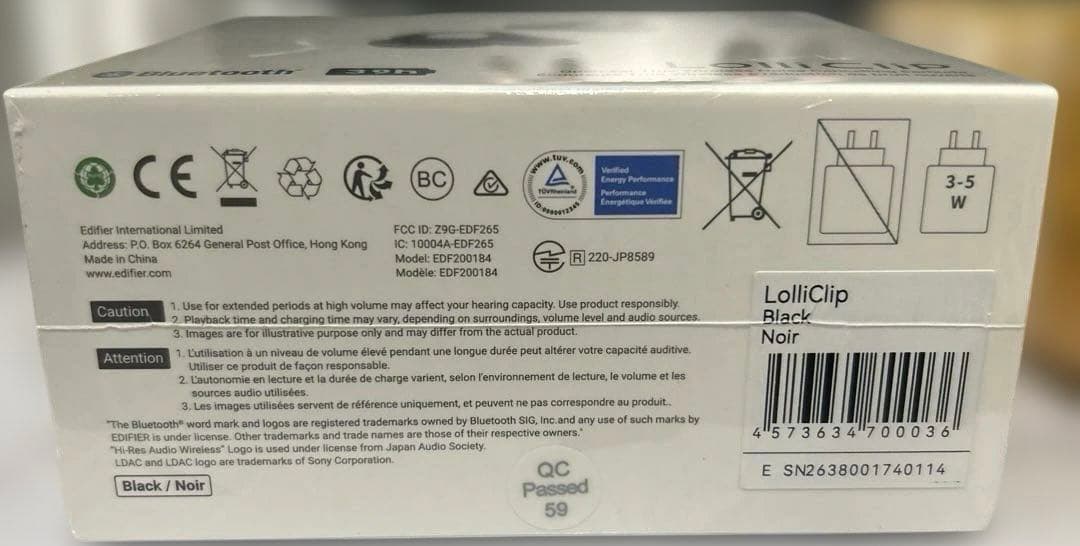 Bluetooth®
39h
LolliClip
CE
BC
www.tuv.com
TÜVRheinland
Verified
Energy Performance
Performance
Énergétique Vérifiée
3-5
W
Edifier International Limited
Address: P.O. Box 6264 General Post Office, Hong Kong
Made in China
www.edifier.com
FCC ID: Z9G-EDF265
IC: 10004A-EDF265
Model: EDF200184
Modèle: EDF200184
R 220-JP8589
Caution
1. Use for extended periods at high volume may affect your hearing capacity. Use product responsibly.
2. Playback time and charging time may vary, depending on surroundings, volume level and audio sources.
3. Images are for illustrative purpose only and may differ from the actual product.
Attention
1. L'utilisation à un niveau de volume élevé pendant une longue durée peut altérer votre capacité auditive.
Utiliser ce produit de façon responsable.
2. L'autonomie en lecture et la durée de charge varient, selon l'environnement de lecture, le volume et les
sources audio utilisées.
3. Les images utilisées servent de référence uniquement, et peuvent ne pas correspondre au produit..
"The Bluetooth® word mark and logos are registered trademarks owned by Bluetooth SIG, Inc.and any use of such marks by
EDIFIER is under license. Other trademarks and trade names are those of their respective owners."
"Hi-Res Audio Wireless" Logo is used under license from Japan Audio Society.
LDAC and LDAC logo are trademarks of Sony Corporation.
Black / Noir
QC
Passed
59
LolliClip
Black
Noir
4 573634 700036
E SN2638001740114